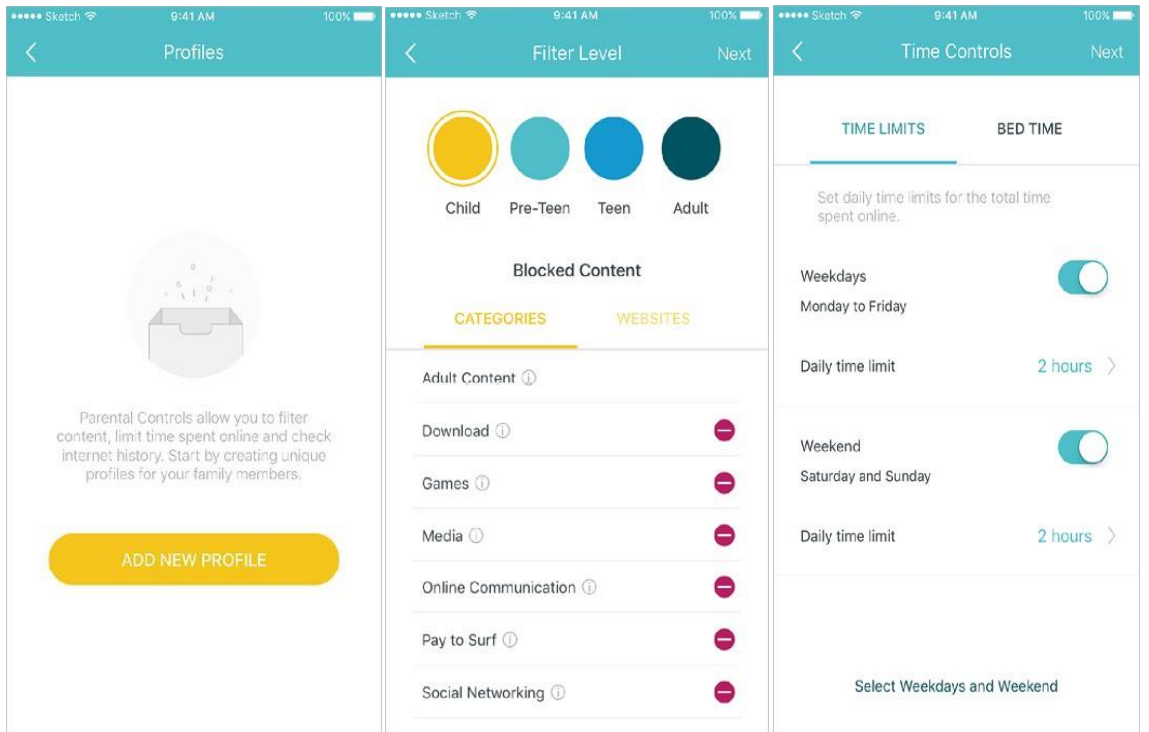 Sketch 9:41 AM 100%
Profiles
Parental Controls allow you to filter
content, limit time spent online and check
internet history. Start by creating unique
profiles for your family members.
ADD NEW PROFILE
Sketch 9:41 AM 100%
Filter Level Next
Child Pre-Teen Teen Adult
Blocked Content
CATEGORIES WEBSITES
Adult Content
Download
Games
Media
Online Communication
Pay to Surf
Social Networking
Sketch 9:41 AM 100%
Time Controls Next
TIME LIMITS BED TIME
Set daily time limits for the total time
spent online.
Weekdays
Monday to Friday
Daily time limit 2 hours
Weekend
Saturday and Sunday
Daily time limit 2 hours
Select Weekdays and Weekend